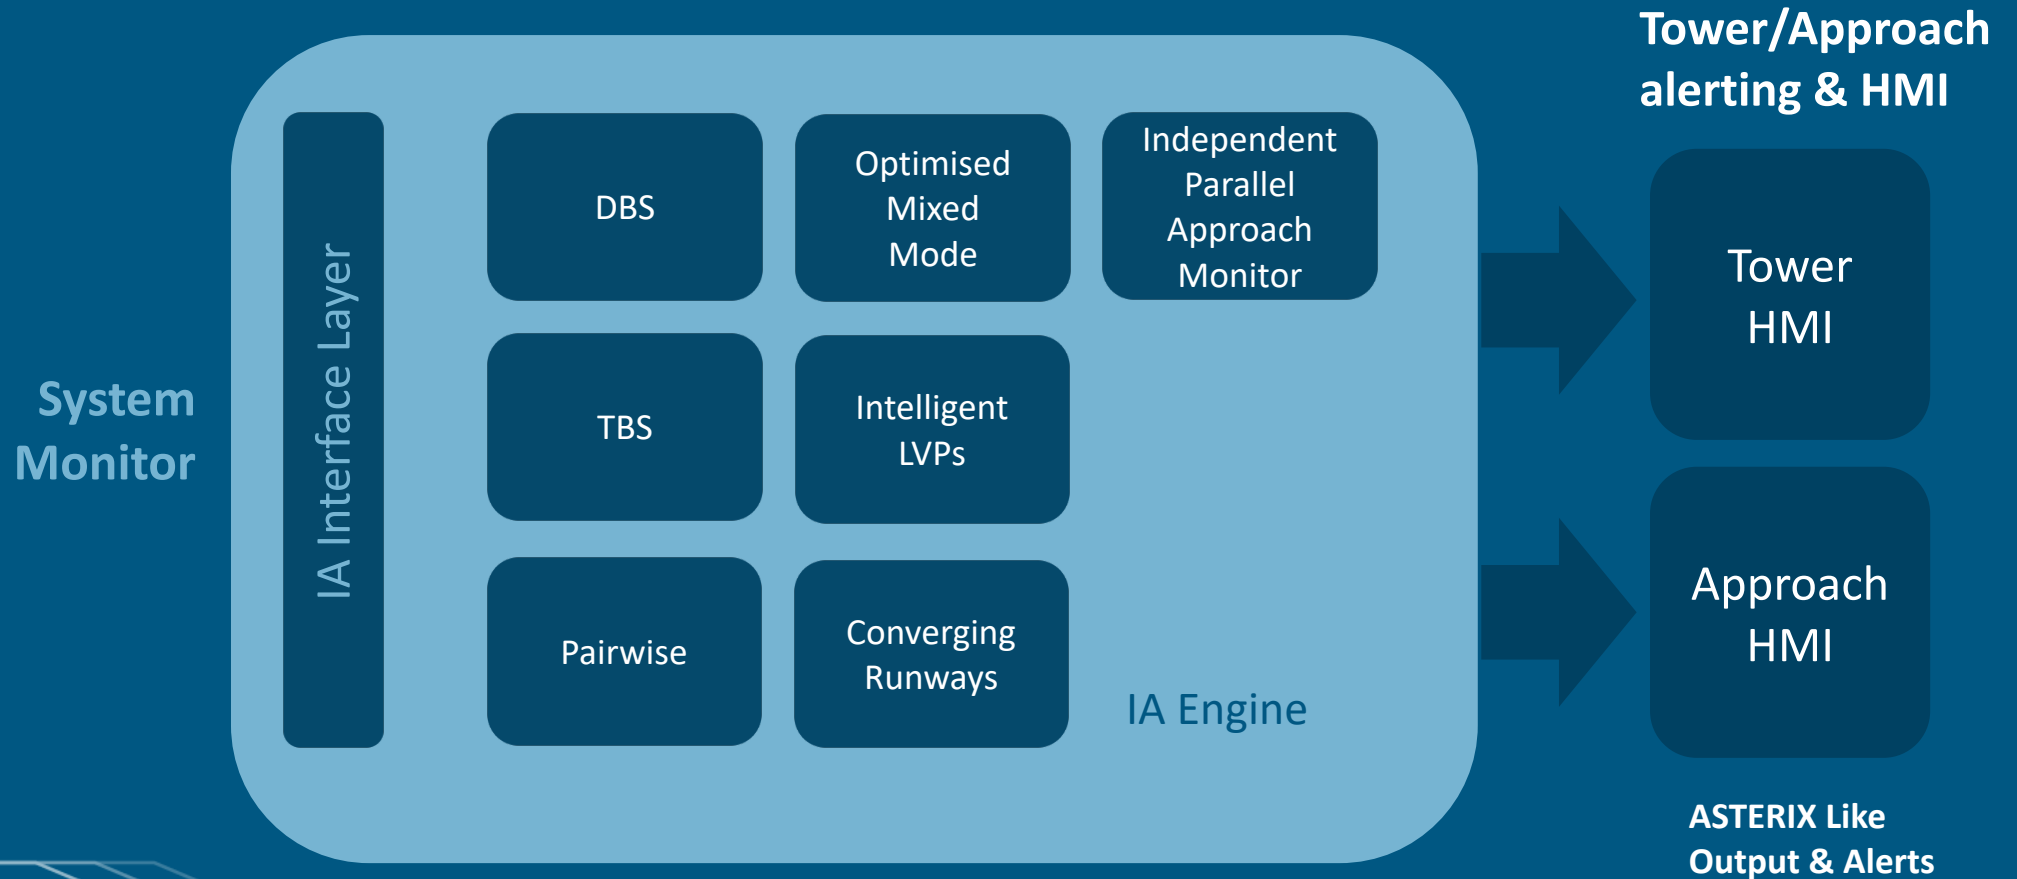 System
Monitor
IA Interface Layer
DBS
Optimised
Mixed
Mode
Independent
Parallel
Approach
Monitor
TBS
Intelligent
LVPs
Pairwise
Converging
Runways
IA Engine
Tower/Approach
alerting & HMI
Tower
HMI
Approach
HMI
ASTERIX Like
Output & Alerts